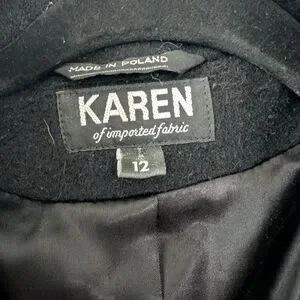 MADE IN POLAND
KAREN
of imported fabric
12